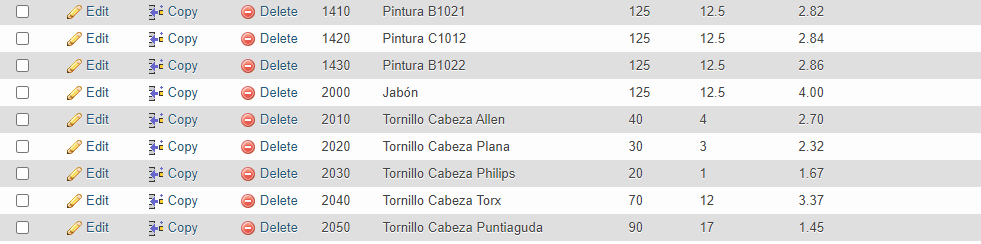 Edit Copy Delete 1410 Pintura B1021 125 12.5 2.82
Edit Copy Delete 1420 Pintura C1012 125 12.5 2.84
Edit Copy Delete 1430 Pintura B1022 125 12.5 2.86
Edit Copy Delete 2000 Jabón 125 12.5 4.00
Edit Copy Delete 2010 Tornillo Cabeza Allen 40 4 2.70
Edit Copy Delete 2020 Tornillo Cabeza Plana 30 3 2.32
Edit Copy Delete 2030 Tornillo Cabeza Philips 20 1 1.67
Edit Copy Delete 2040 Tornillo Cabeza Torx 70 12 3.37
Edit Copy Delete 2050 Tornillo Cabeza Puntiaguda 90 17 1.45